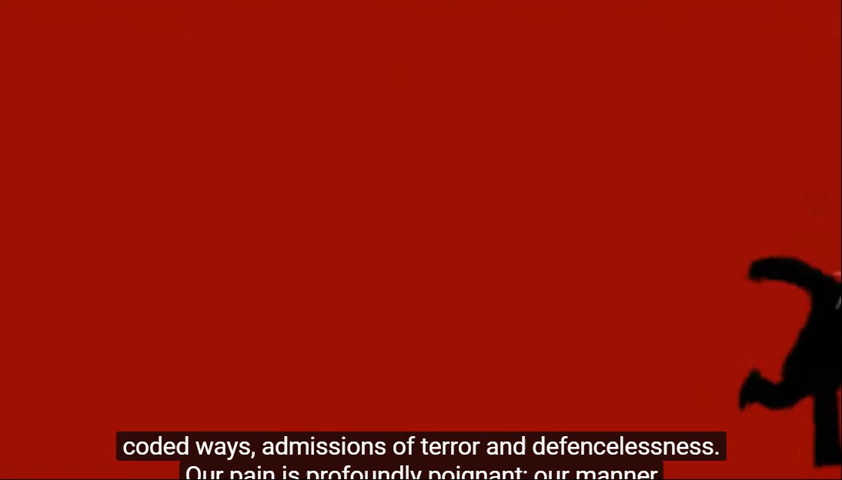 coded ways, admissions of terror and defencelessness.
Our pain is profoundly poignant; our manner